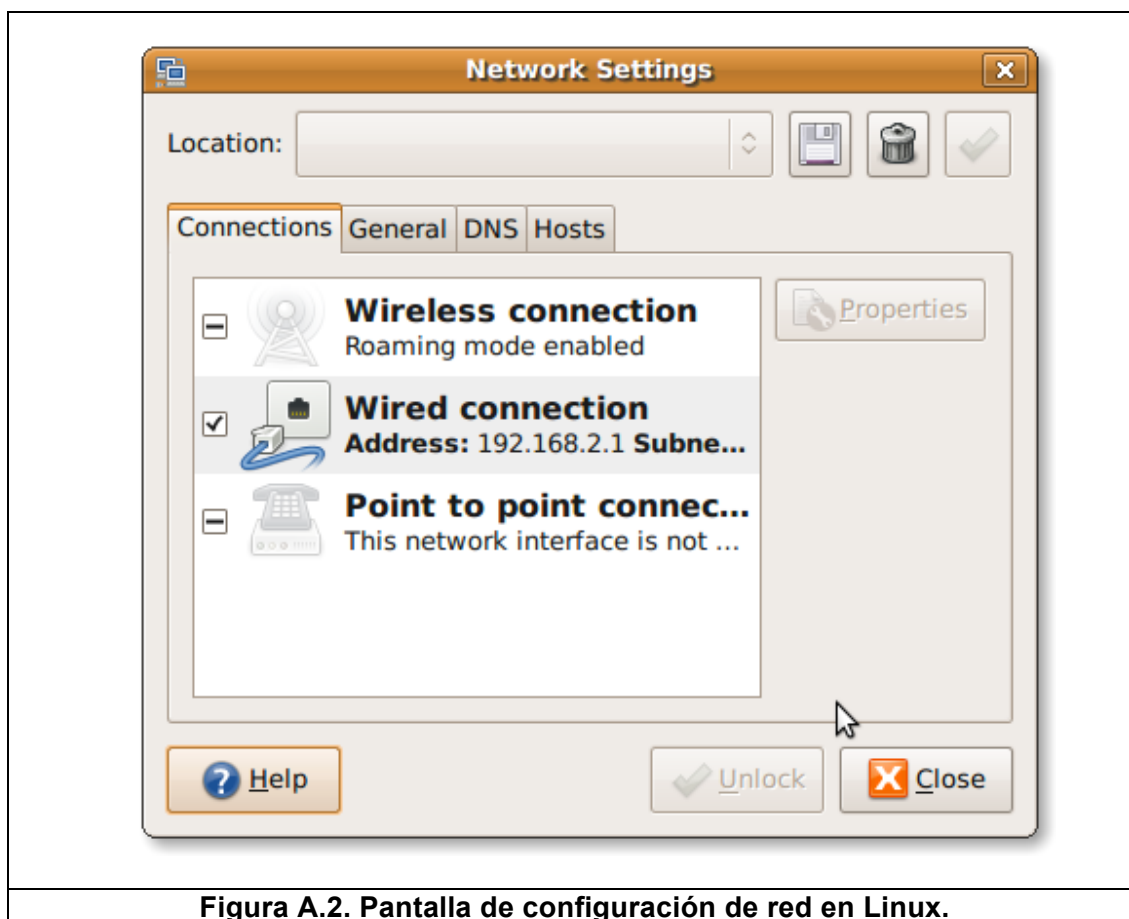 Network Settings
Location:
Connections General DNS Hosts
Wireless connection
Roaming mode enabled
Properties
Wired connection
Address: 192.168.2.1 Subne...
Point to point connec...
This network interface is not ...
Help Unlock Close
Figura A.2. Pantalla de configuración de red en Linux.